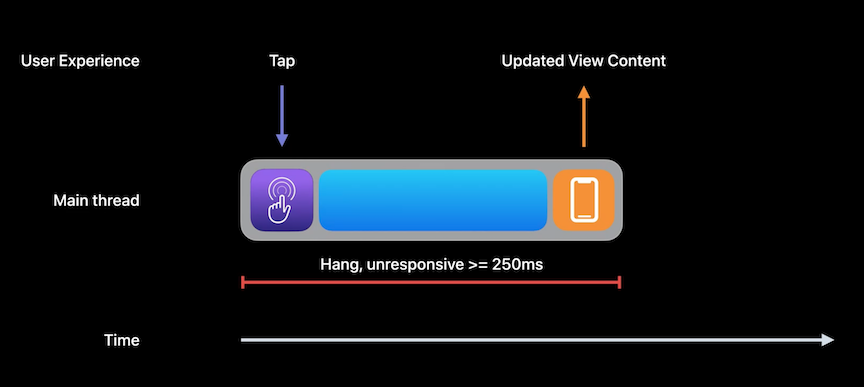 User Experience
Tap
Updated View Content
Main thread
Hang, unresponsive >= 250ms
Time